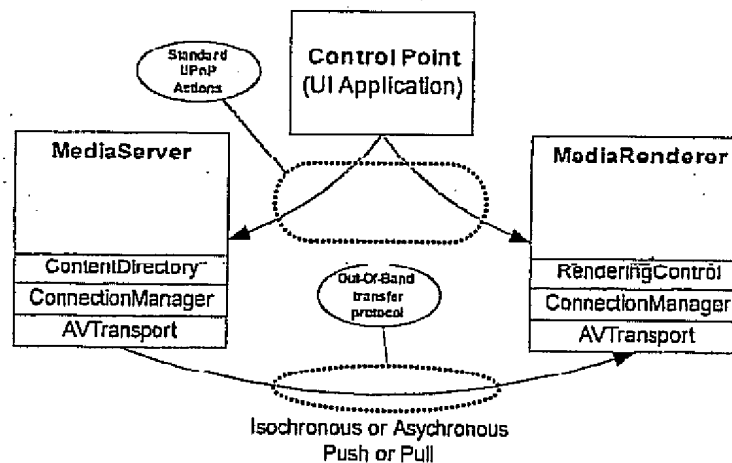 Standard
UPnP
Actions
Control Point
(UI Application)
MediaServer
MediaRenderer
ContentDirectory
ConnectionManager
AVTransport
Out-Of-Band
transfer
protocol
RenderingControl
ConnectionManager
AVTransport
Isochronous or Asychronous
Push or Pull